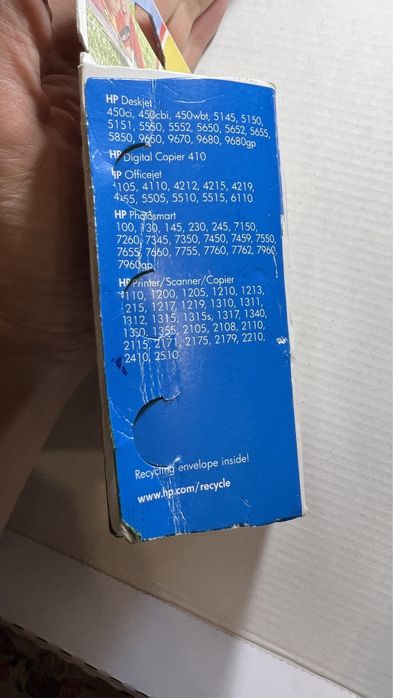 HP Deskjet
450ci, 450cbi, 450wbt, 5145, 5150,
5151, 5550, 5552, 5650, 5652, 5655,
5850, 9650, 9670, 9680, 9680gp
HP Digital Copier 410
HP Officejet
4105, 4110, 4212, 4215, 4219,
4255, 5505, 5510, 5515, 6110
HP Photosmart
100, 130, 145, 230, 245, 7150,
7260, 7345, 7350, 7450, 7459, 7550,
7655, 7660, 7755, 7760, 7762, 7960,
7960gp
HP Printer/Scanner/Copier
1110, 1200, 1205, 1210, 1213,
1215, 1217, 1219, 1310, 1311,
1312, 1315, 1315s, 1317, 1340,
1350, 1355, 2105, 2108, 2110,
2115, 2171, 2175, 2179, 2210,
2410, 2510
Recycling envelope inside!
www.hp.com/recycle